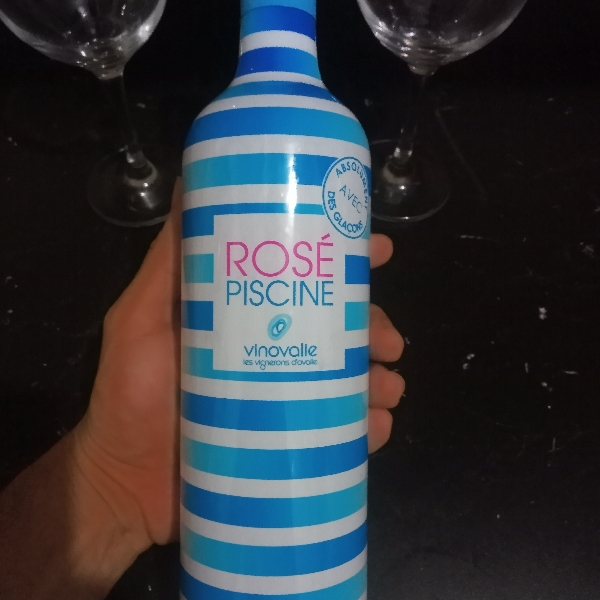 ABSOLUMENT
AVEC
DES GLAÇONS
ROSÉ
PISCINE
vinovalie
les vignerons d'ovalie